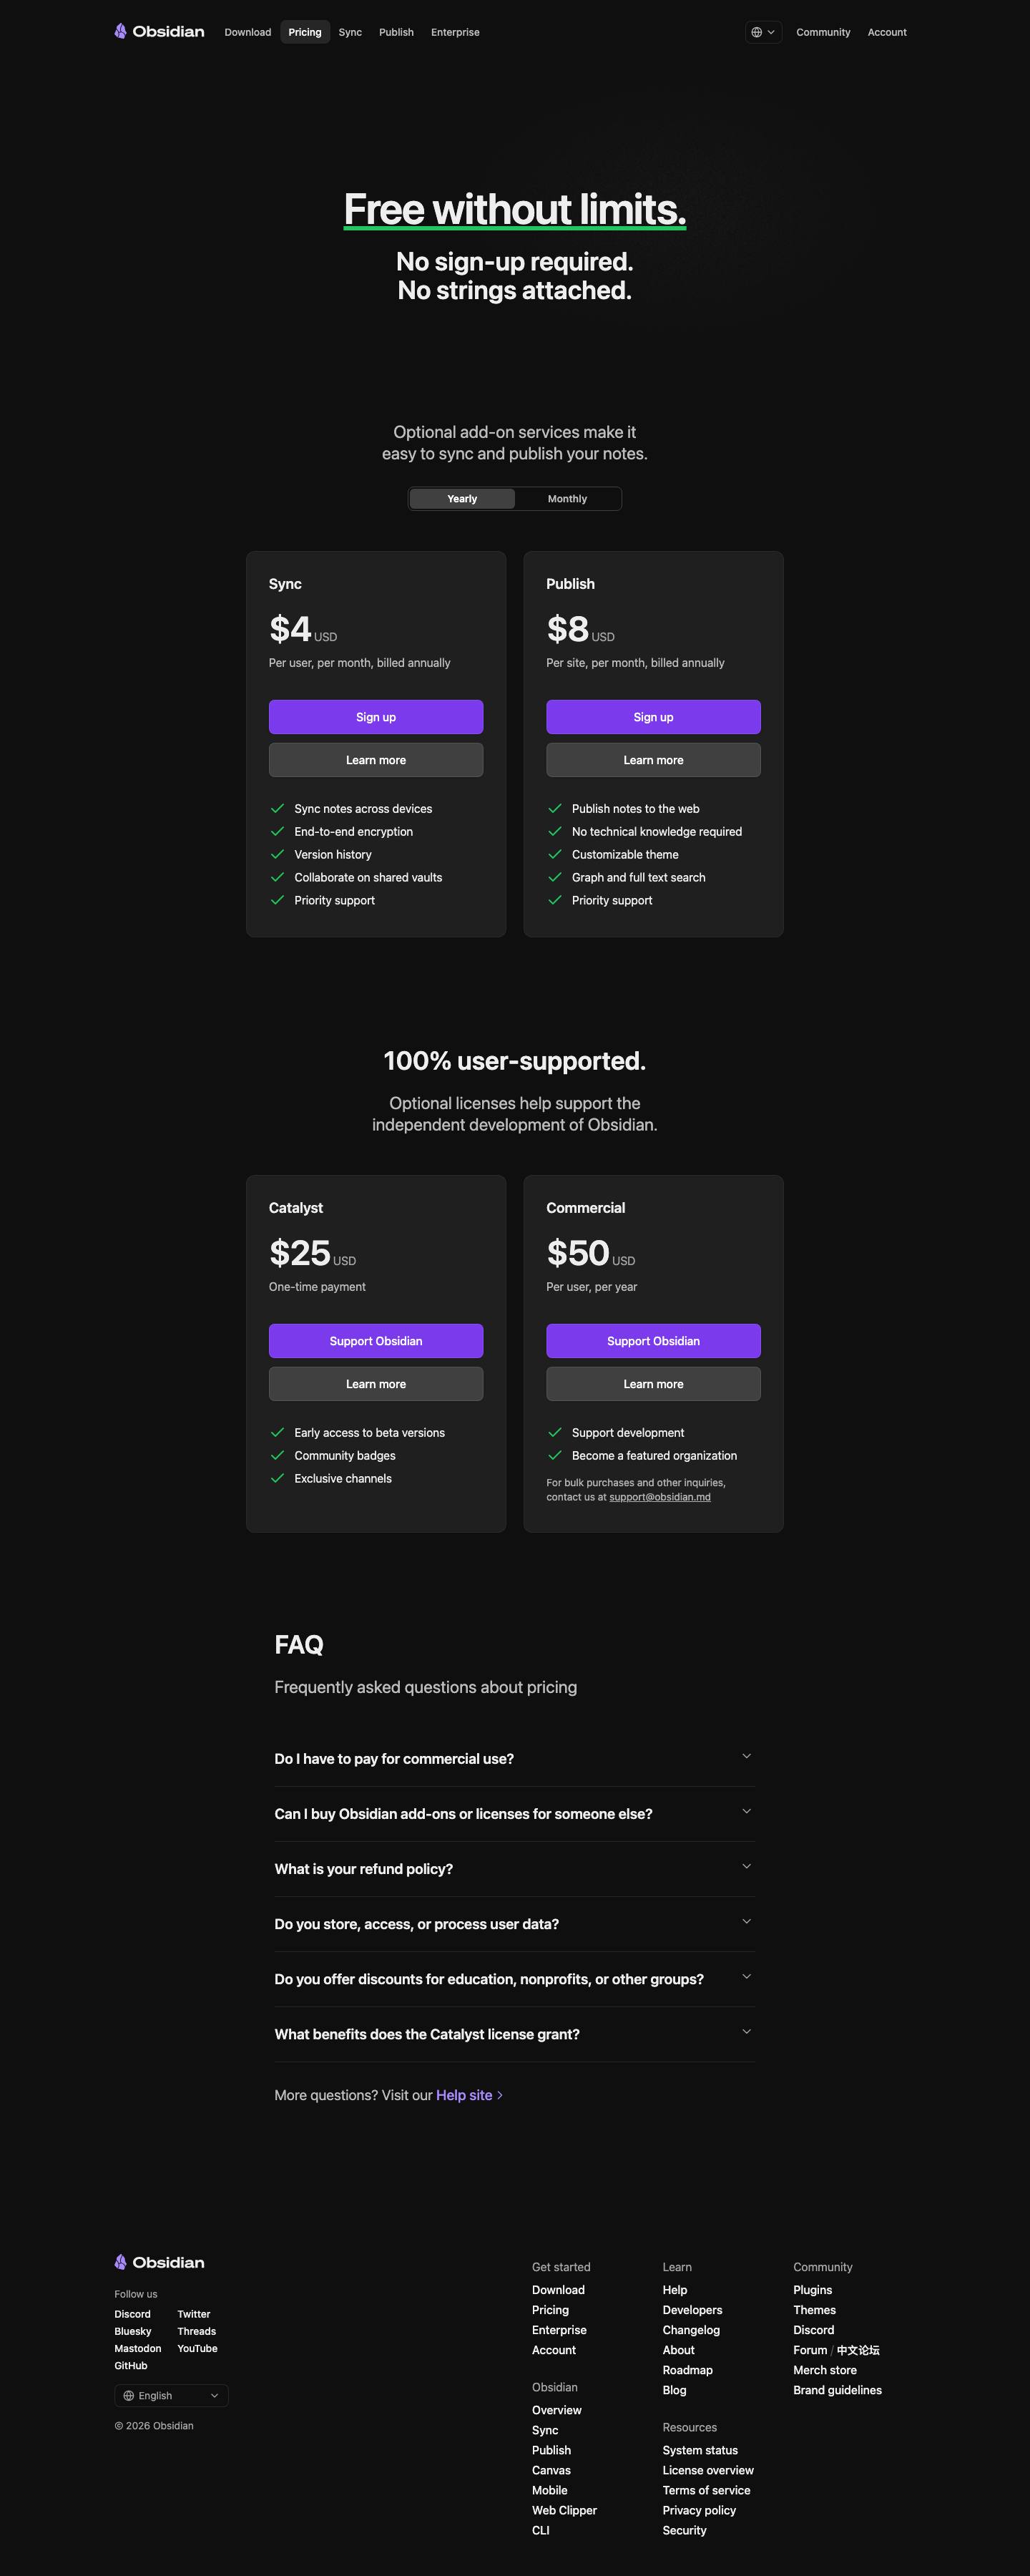 Obsidian
Download
Pricing
Sync
Publish
Enterprise
Community
Account
Free without limits.
No sign-up required.
No strings attached.
Optional add-on services make it
easy to sync and publish your notes.
Yearly
Monthly
Sync
$4 USD
Per user, per month, billed annually
Sign up
Learn more
Sync notes across devices
End-to-end encryption
Version history
Collaborate on shared vaults
Priority support
Publish
$8 USD
Per site, per month, billed annually
Sign up
Learn more
Publish notes to the web
No technical knowledge required
Customizable theme
Graph and full text search
Priority support
100% user-supported.
Optional licenses help support the
independent development of Obsidian.
Catalyst
$25 USD
One-time payment
Support Obsidian
Learn more
Early access to beta versions
Community badges
Exclusive channels
Commercial
$50 USD
Per user, per year
Support Obsidian
Learn more
Support development
Become a featured organization
For bulk purchases and other inquiries,
contact us at support@obsidian.md
FAQ
Frequently asked questions about pricing
Do I have to pay for commercial use?
Can I buy Obsidian add-ons or licenses for someone else?
What is your refund policy?
Do you store, access, or process user data?
Do you offer discounts for education, nonprofits, or other groups?
What benefits does the Catalyst license grant?
More questions? Visit our Help site
Obsidian
Follow us
Discord
Twitter
Bluesky
Threads
Mastodon
YouTube
GitHub
English
© 2026 Obsidian
Get started
Download
Pricing
Enterprise
Account
Obsidian
Overview
Sync
Publish
Canvas
Mobile
Web Clipper
CLI
Learn
Help
Developers
Changelog
About
Roadmap
Blog
Resources
System status
License overview
Terms of service
Privacy policy
Security
Community
Plugins
Themes
Discord
Forum / 中文论坛
Merch store
Brand guidelines